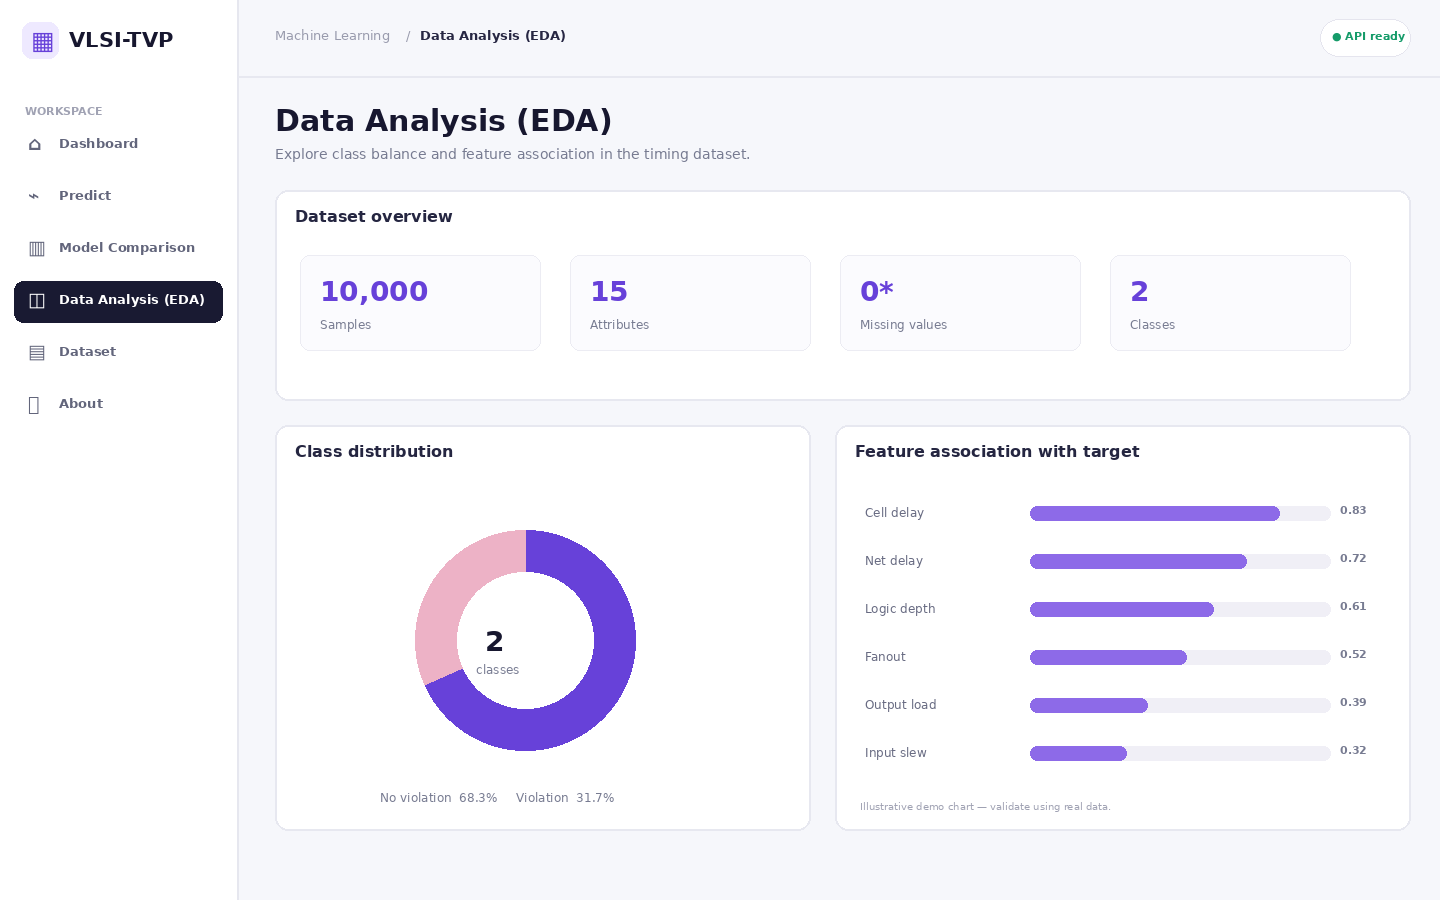 VLSI-TVP
WORKSPACE
Dashboard
Predict
Model Comparison
Data Analysis (EDA)
Dataset
About
Machine Learning / Data Analysis (EDA)
● API ready
Data Analysis (EDA)
Explore class balance and feature association in the timing dataset.
Dataset overview
10,000
Samples
15
Attributes
0*
Missing values
2
Classes
Class distribution
2
classes
No violation 68.3% Violation 31.7%
Feature association with target
Cell delay 0.83
Net delay 0.72
Logic depth 0.61
Fanout 0.52
Output load 0.39
Input slew 0.32
Illustrative demo chart — validate using real data.